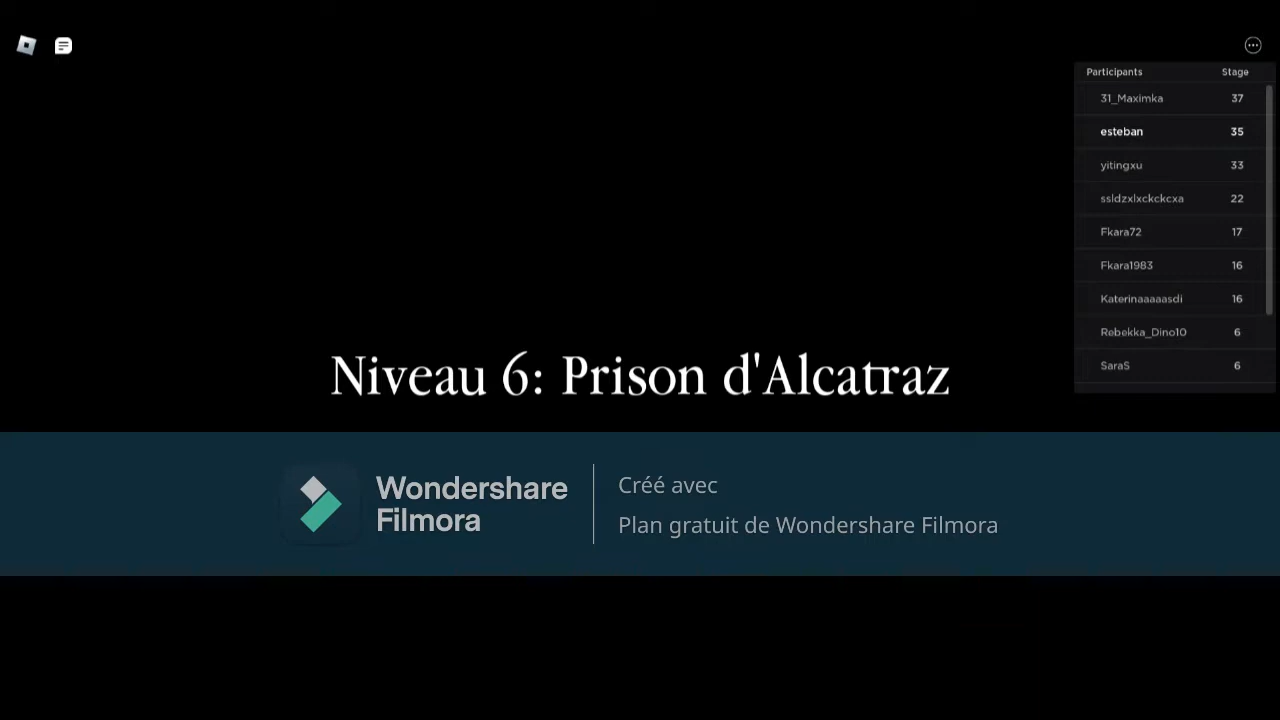 Participants Stage
31_Maximka 37
esteban 35
yitingxu 33
ssldzxlxckckcxa 22
Fkara72 17
Fkara1983 16
Katerinaaaaasdi 16
Rebekka_Dino10 6
SaraS 6
Niveau 6: Prison d'Alcatraz
Wondershare
Filmora
Créé avec
Plan gratuit de Wondershare Filmora